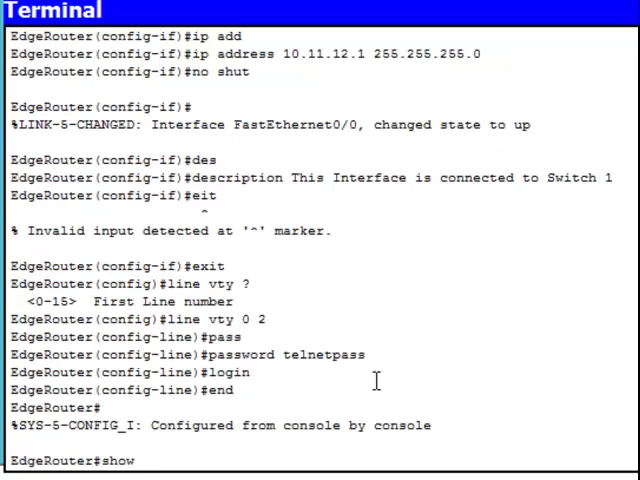 Terminal
EdgeRouter(config-if)#ip add
EdgeRouter(config-if)#ip address 10.11.12.1 255.255.255.0
EdgeRouter(config-if)#no shut
EdgeRouter(config-if)#
%LINK-5-CHANGED: Interface FastEthernet0/0, changed state to up
EdgeRouter(config-if)#des
EdgeRouter(config-if)#description This Interface is connected to Switch 1
EdgeRouter(config-if)#eit
^
% Invalid input detected at '^' marker.
EdgeRouter(config-if)#exit
EdgeRouter(config)#line vty ?
<0-15>  First Line number
EdgeRouter(config)#line vty 0 2
EdgeRouter(config-line)#pass
EdgeRouter(config-line)#password telnetpass
EdgeRouter(config-line)#login
EdgeRouter(config-line)#end
EdgeRouter#
%SYS-5-CONFIG_I: Configured from console by console
EdgeRouter#show